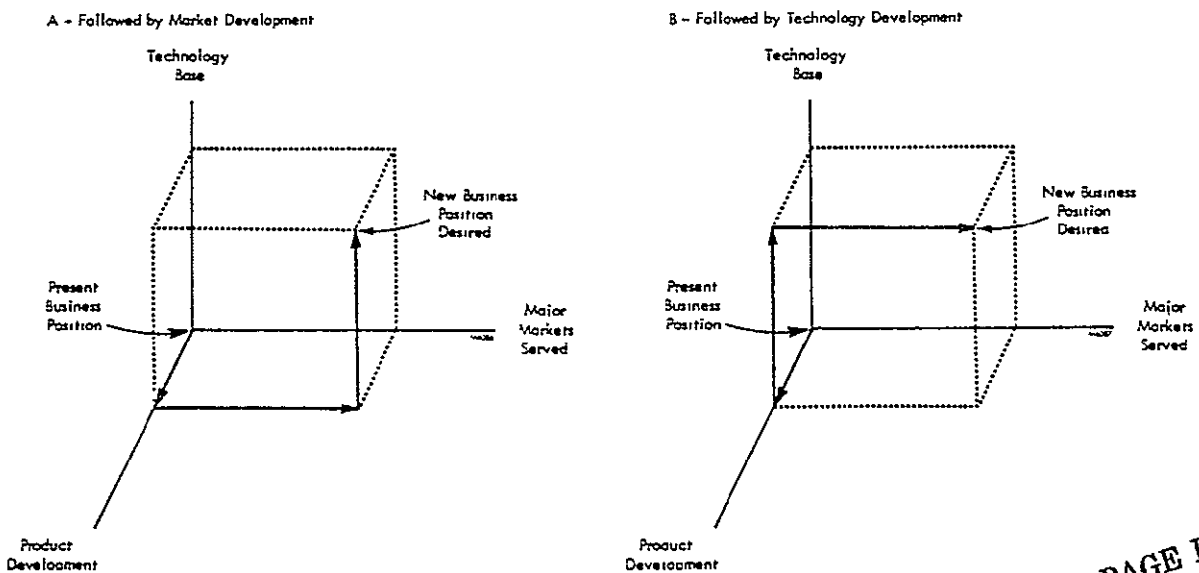 A - Followed by Market Development
Technology
Base
New Business
Position
Desired
Present
Business
Position
Major
Markets
Served
Product
Development
B - Followed by Technology Development
Technology
Base
New Business
Position
Desired
Present
Business
Position
Major
Markets
Served
Product
Development
PAGE